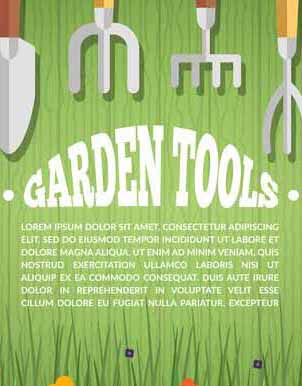 • GARDEN TOOLS •
LOREM IPSUM DOLOR SIT AMET, CONSECTETUR ADIPISCING
ELIT, SED DO EIUSMOD TEMPOR INCIDIDUNT UT LABORE ET
DOLORE MAGNA ALIQUA. UT ENIM AD MINIM VENIAM, QUIS
NOSTRUD EXERCITATION ULLAMCO LABORIS NISI UT
ALIQUIP EX EA COMMODO CONSEQUAT. DUIS AUTE IRURE
DOLOR IN REPREHENDERIT IN VOLUPTATE VELIT ESSE
CILLUM DOLORE EU FUGIAT NULLA PARIATUR. EXCEPTEUR